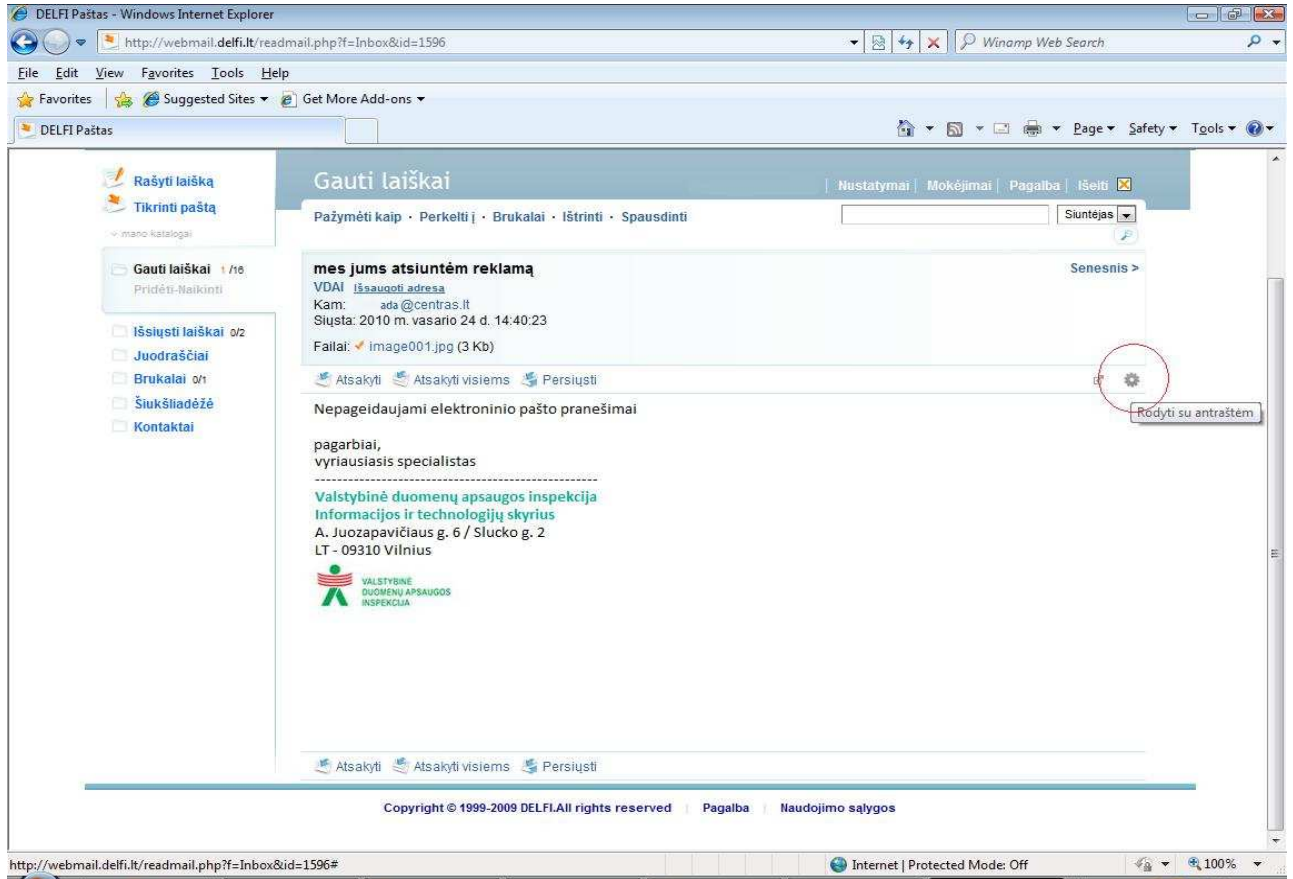 DELFI Paštas - Windows Internet Explorer
http://webmail.delfi.lt/readmail.php?f=Inbox&id=1596
Winamp Web Search
File Edit View Favorites Tools Help
Favorites Suggested Sites Get More Add-ons
DELFI Paštas
Page Safety Tools
Rašyti laišką
Tikrinti paštą
mano katalogai
Gauti laiškai 1 /16
Pridėti-Naikinti
Išsiųsti laiškai 0/2
Juodraščiai
Brukalai 0/1
Šiukšliadėžė
Kontaktai
Gauti laiškai
Nustatymai | Mokėjimai | Pagalba | Išeiti
Pažymėti kaip · Perkelti į · Brukalai · Ištrinti · Spausdinti
Siuntėjas
mes jums atsiuntėm reklamą
Senesnis >
VDAI Išsaugoti adresa
Kam: ada @centras.lt
Siųsta: 2010 m. vasario 24 d. 14:40:23
Failai: image001.jpg (3 Kb)
Atsakyti Atsakyti visiems Persiųsti
Rodyti su antraštėm
Nepageidaujami elektroninio pašto pranešimai
pagarbiai,
vyriausiasis specialistas
---------------------------------------------------
Valstybinė duomenų apsaugos inspekcija
Informacijos ir technologijų skyrius
A. Juozapavičiaus g. 6 / Slucko g. 2
LT - 09310 Vilnius
VALSTYBINĖ
DUOMENŲ APSAUGOS
INSPEKCIJA
Atsakyti Atsakyti visiems Persiųsti
Copyright © 1999-2009 DELFI.All rights reserved | Pagalba | Naudojimo sąlygos
http://webmail.delfi.lt/readmail.php?f=Inbox&id=1596#
Internet | Protected Mode: Off
100%